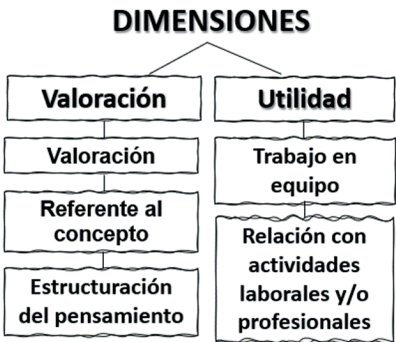 DIMENSIONES
Valoración
Valoración
Referente al
concepto
Estructuración
del pensamiento
Utilidad
Trabajo en
equipo
Relación con
actividades
laborales y/o
profesionales